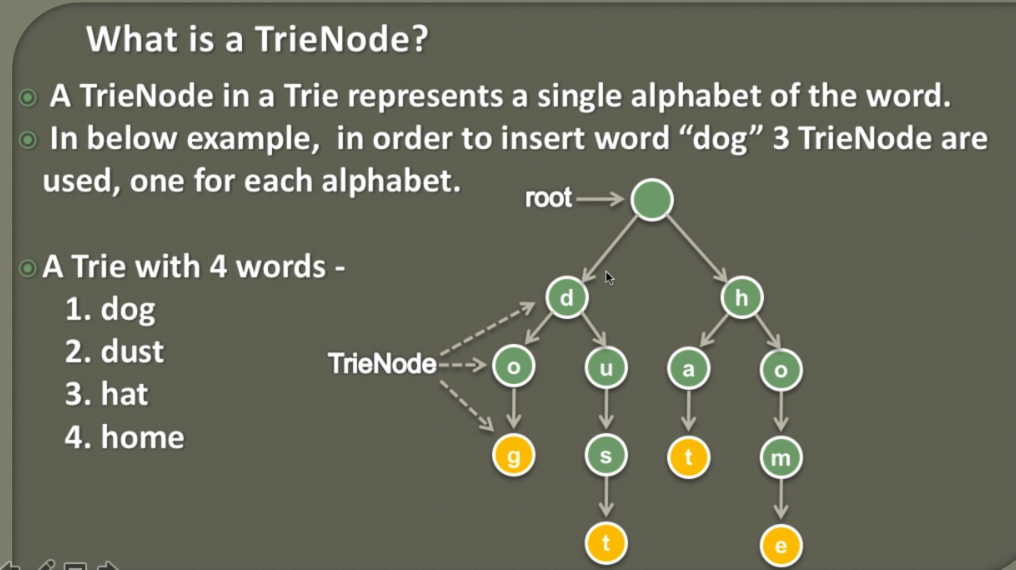 What is a TrieNode?
A TrieNode in a Trie represents a single alphabet of the word.
In below example, in order to insert word “dog” 3 TrieNode are
used, one for each alphabet.
root
A Trie with 4 words -
1. dog
2. dust
3. hat
4. home
TrieNode
d h
o u a o
g s t m
t e